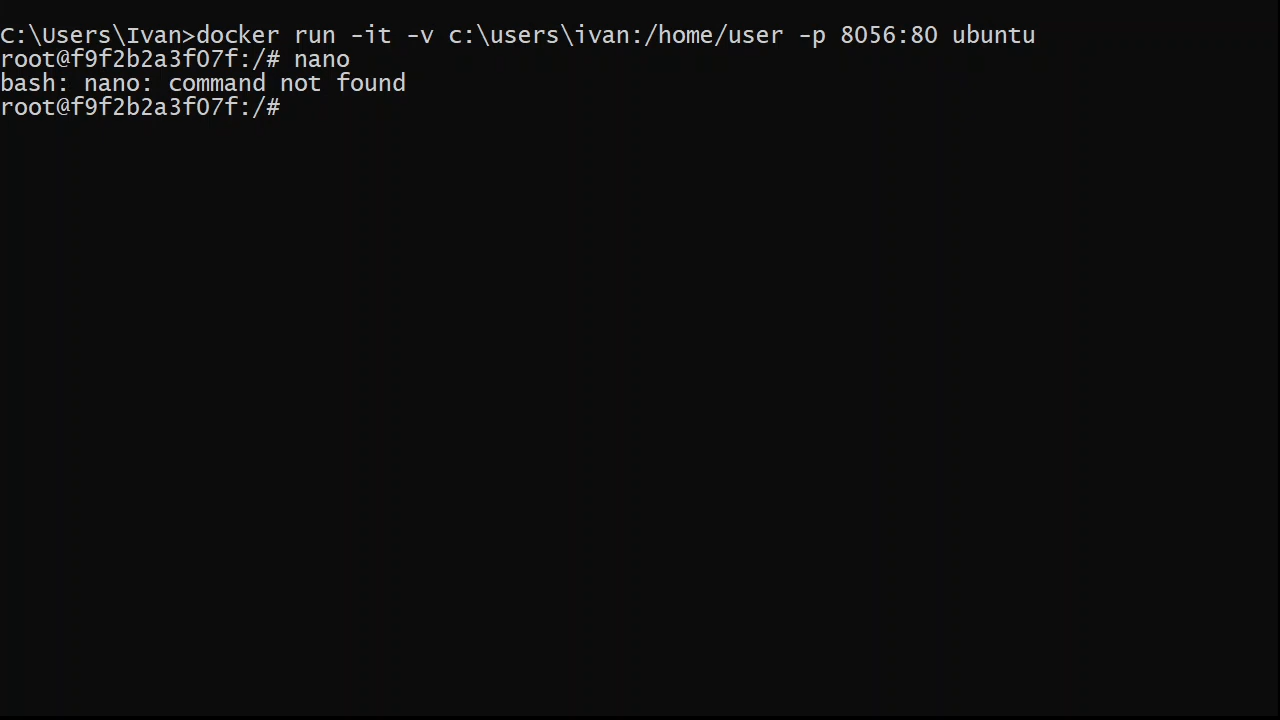 C:\Users\Ivan>docker run -it -v c:\users\ivan:/home/user -p 8056:80 ubuntu
root@f9f2b2a3f07f:/# nano
bash: nano: command not found
root@f9f2b2a3f07f:/#